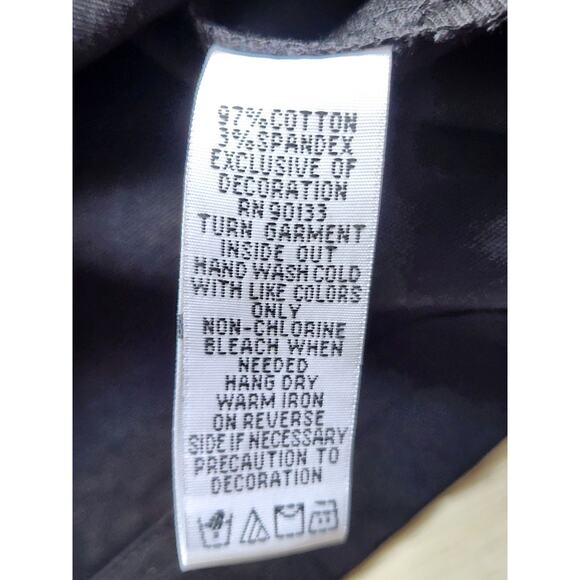 97% COTTON
3% SPANDEX
EXCLUSIVE OF
DECORATION
RN 90133
TURN GARMENT
INSIDE OUT
HAND WASH COLD
WITH LIKE COLORS
ONLY
NON-CHLORINE
BLEACH WHEN
NEEDED
HANG DRY
WARM IRON
ON REVERSE
SIDE IF NECESSARY
PRECAUTION TO
DECORATION